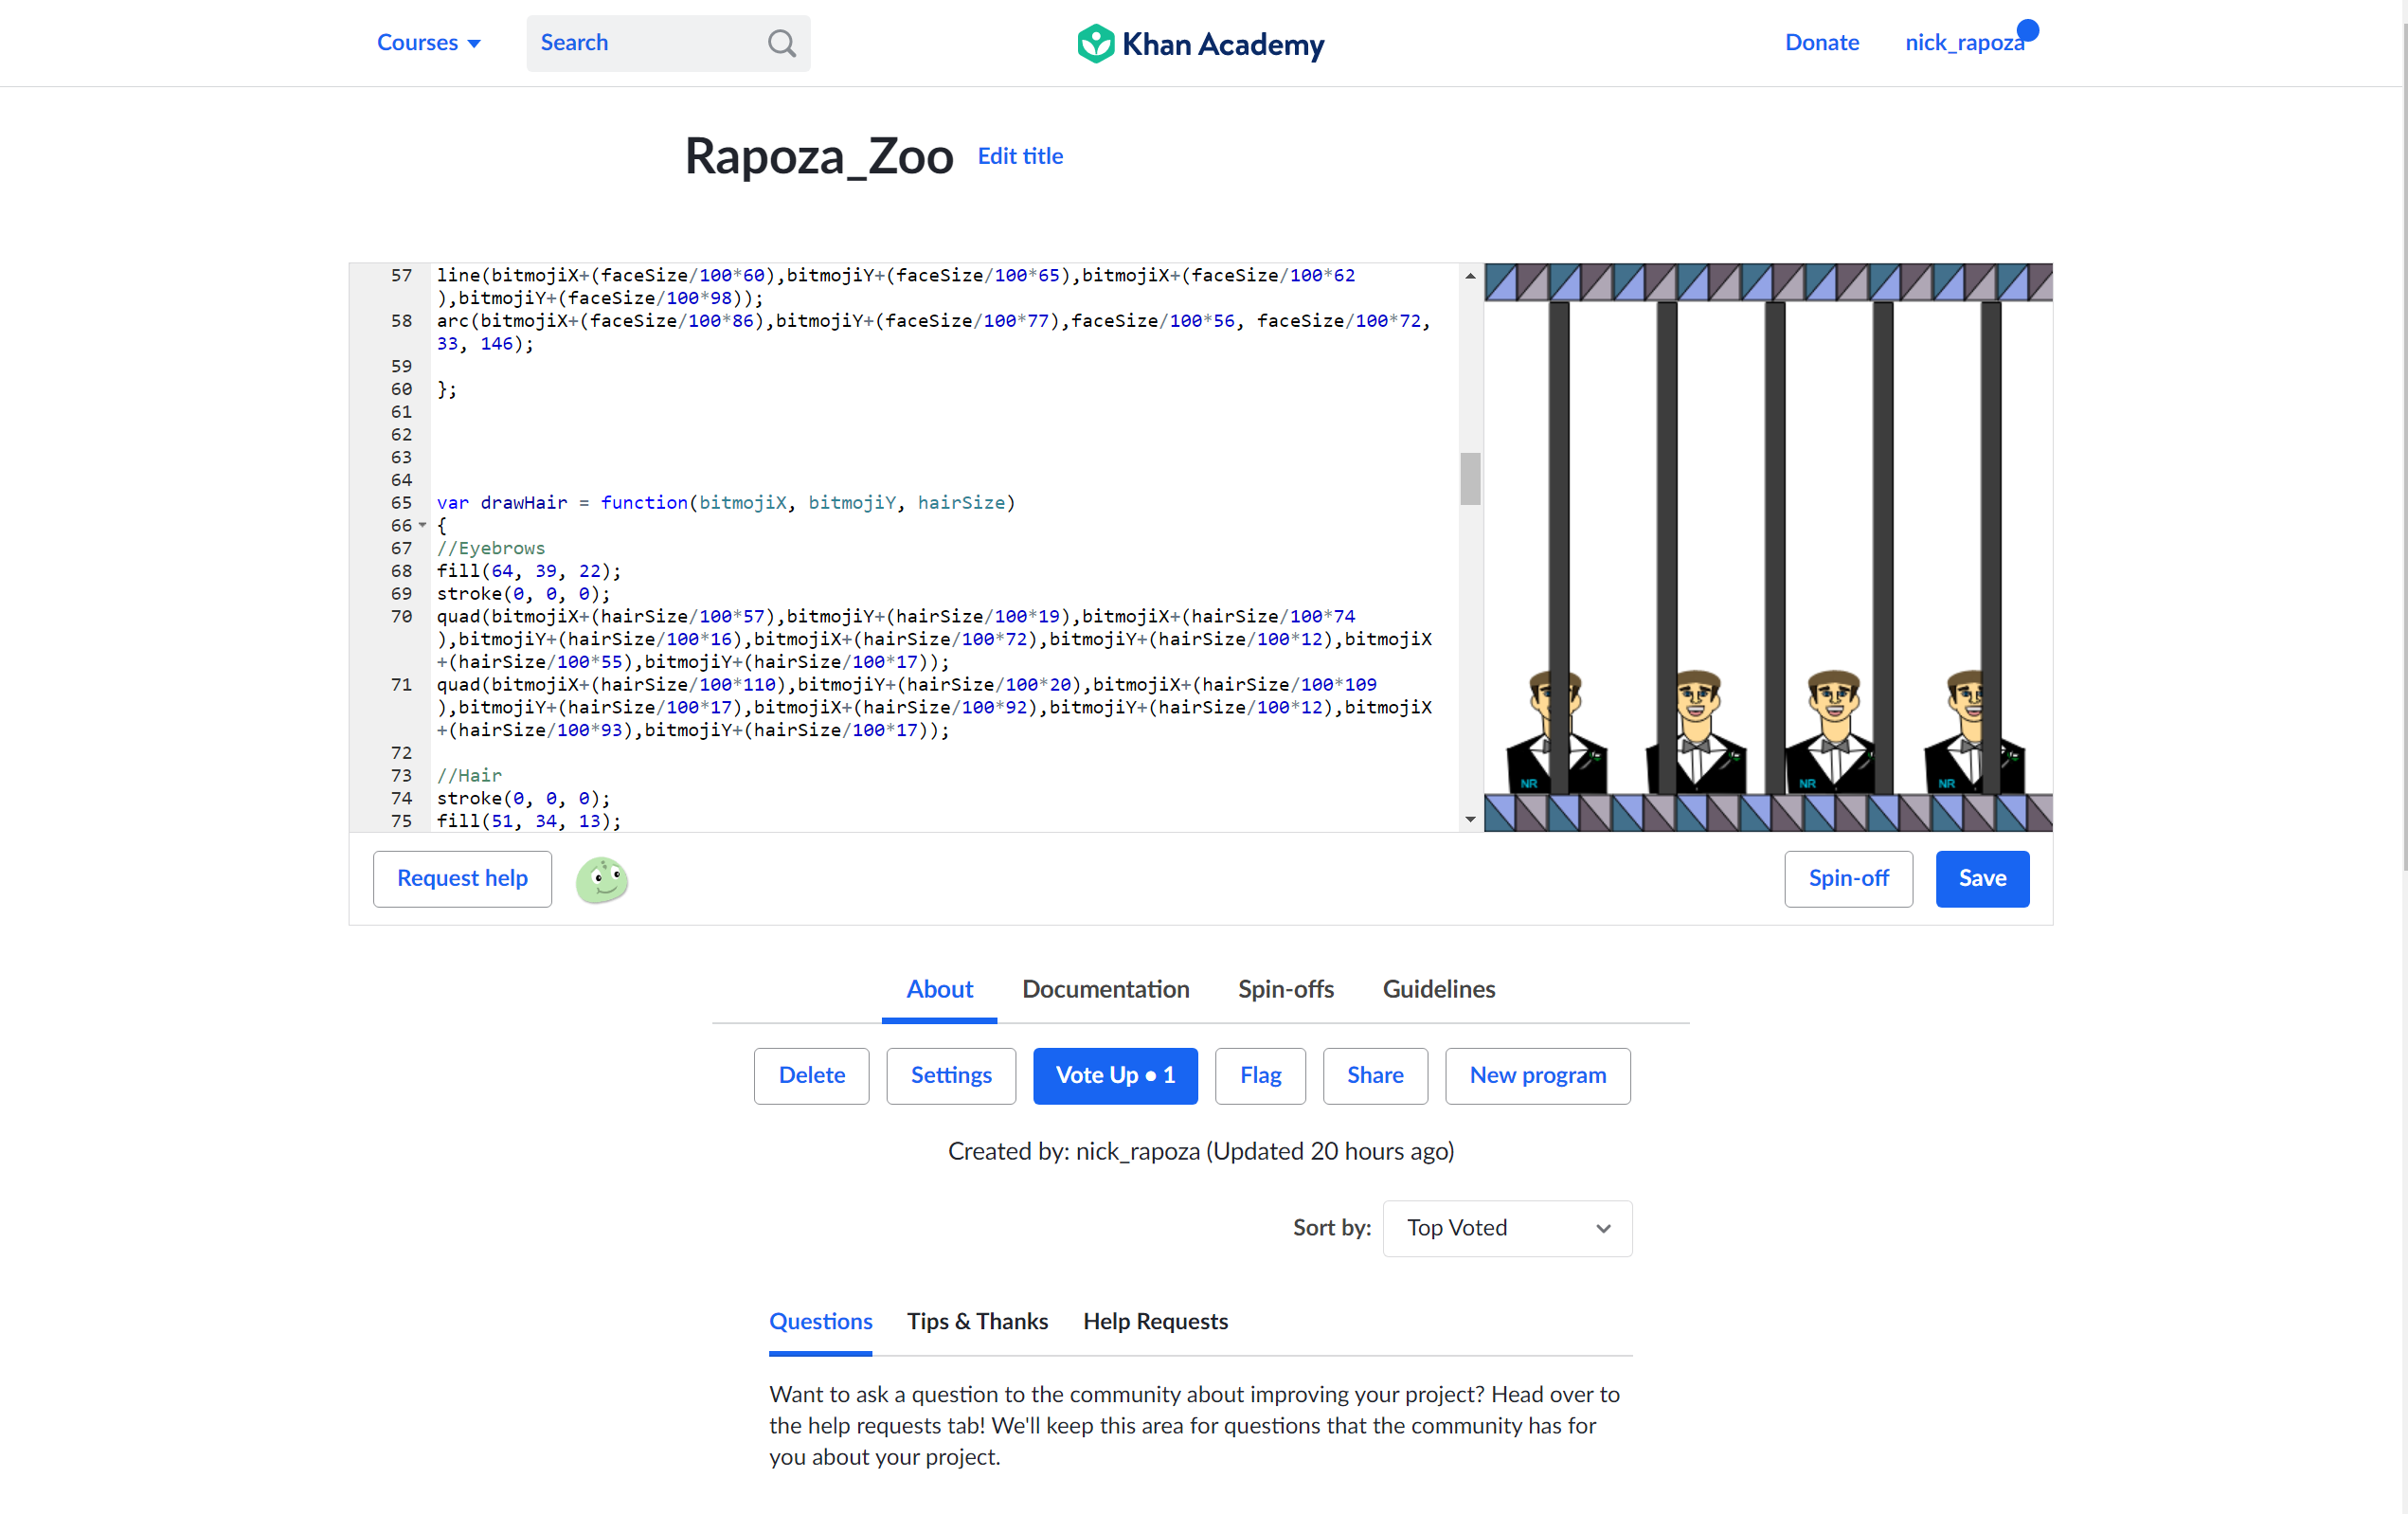 Courses
Search
Khan Academy
Donate
nick_rapoza
Rapoza_Zoo
Edit title
57 line(bitmojiX+(faceSize/100*60),bitmojiY+(faceSize/100*65),bitmojiX+(faceSize/100*62
),bitmojiY+(faceSize/100*98));
58 arc(bitmojiX+(faceSize/100*86),bitmojiY+(faceSize/100*77),faceSize/100*56, faceSize/100*72,
33, 146);
59
60 };
61
62
63
64
65 var drawHair = function(bitmojiX, bitmojiY, hairSize)
66 {
67 //Eyebrows
68 fill(64, 39, 22);
69 stroke(0, 0, 0);
70 quad(bitmojiX+(hairSize/100*57),bitmojiY+(hairSize/100*19),bitmojiX+(hairSize/100*74
),bitmojiY+(hairSize/100*16),bitmojiX+(hairSize/100*72),bitmojiY+(hairSize/100*12),bitmojiX
+(hairSize/100*55),bitmojiY+(hairSize/100*17));
71 quad(bitmojiX+(hairSize/100*110),bitmojiY+(hairSize/100*20),bitmojiX+(hairSize/100*109
),bitmojiY+(hairSize/100*17),bitmojiX+(hairSize/100*92),bitmojiY+(hairSize/100*12),bitmojiX
+(hairSize/100*93),bitmojiY+(hairSize/100*17));
72
73 //Hair
74 stroke(0, 0, 0);
75 fill(51, 34, 13);
NR
NR
NR
Request help
Spin-off
Save
About
Documentation
Spin-offs
Guidelines
Delete
Settings
Vote Up • 1
Flag
Share
New program
Created by: nick_rapoza (Updated 20 hours ago)
Sort by:
Top Voted
Questions
Tips & Thanks
Help Requests
Want to ask a question to the community about improving your project? Head over to
the help requests tab! We'll keep this area for questions that the community has for
you about your project.